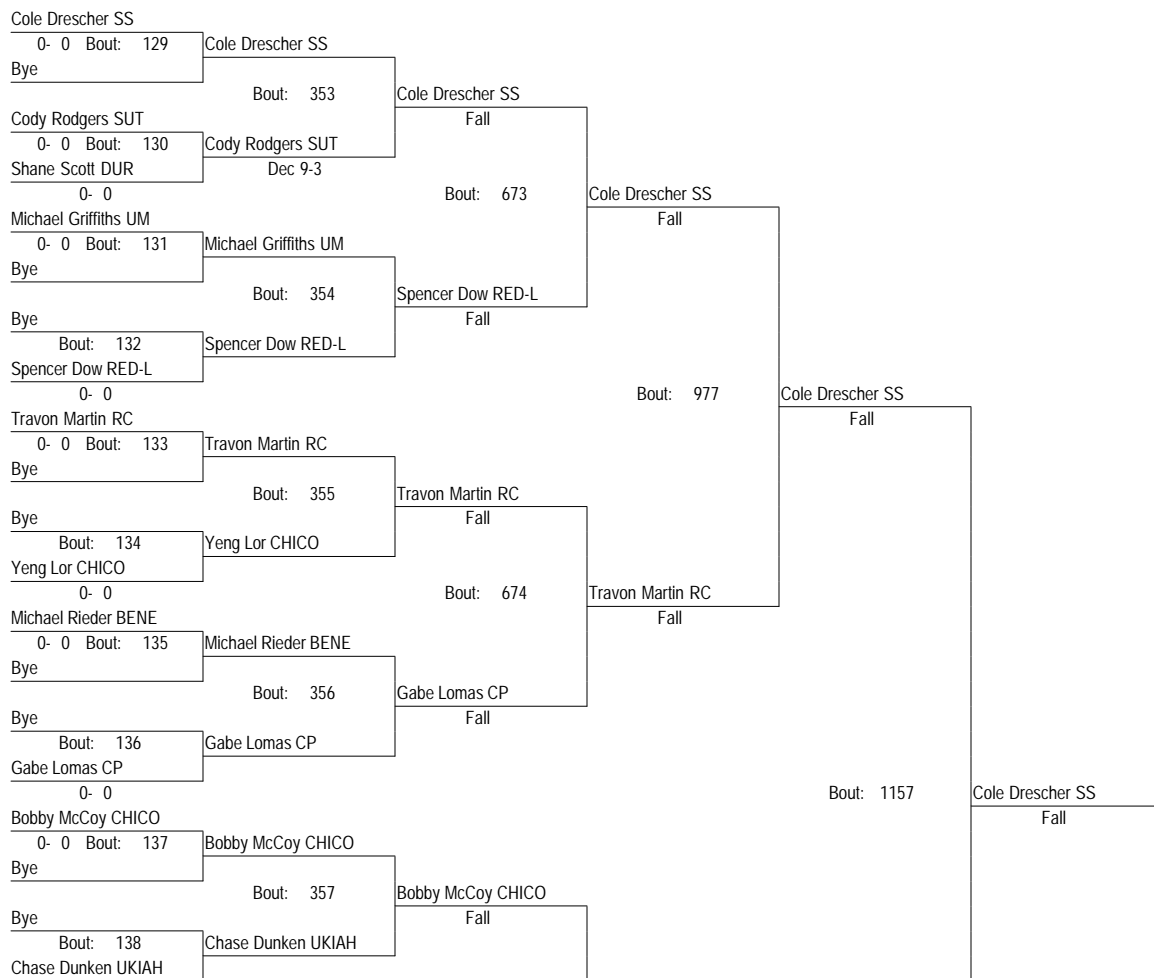 Cole Drescher SS
0- 0 Bout: 129 Cole Drescher SS
Bye
Bout: 353 Cole Drescher SS
Cody Rodgers SUT Fall
0- 0 Bout: 130 Cody Rodgers SUT
Shane Scott DUR Dec 9-3
0- 0 Bout: 673 Cole Drescher SS
Michael Griffiths UM Fall
0- 0 Bout: 131 Michael Griffiths UM
Bye
Bout: 354 Spencer Dow RED-L
Bye Fall
Bout: 132 Spencer Dow RED-L
Spencer Dow RED-L
0- 0 Bout: 977 Cole Drescher SS
Travon Martin RC Fall
0- 0 Bout: 133 Travon Martin RC
Bye
Bout: 355 Travon Martin RC
Bye Fall
Bout: 134 Yeng Lor CHICO
Yeng Lor CHICO
0- 0 Bout: 674 Travon Martin RC
Michael Rieder BENE Fall
0- 0 Bout: 135 Michael Rieder BENE
Bye
Bout: 356 Gabe Lomas CP
Bye Fall
Bout: 136 Gabe Lomas CP
Gabe Lomas CP
0- 0 Bout: 1157 Cole Drescher SS
Bobby McCoy CHICO Fall
0- 0 Bout: 137 Bobby McCoy CHICO
Bye
Bout: 357 Bobby McCoy CHICO
Bye Fall
Bout: 138 Chase Dunken UKIAH
Chase Dunken UKIAH